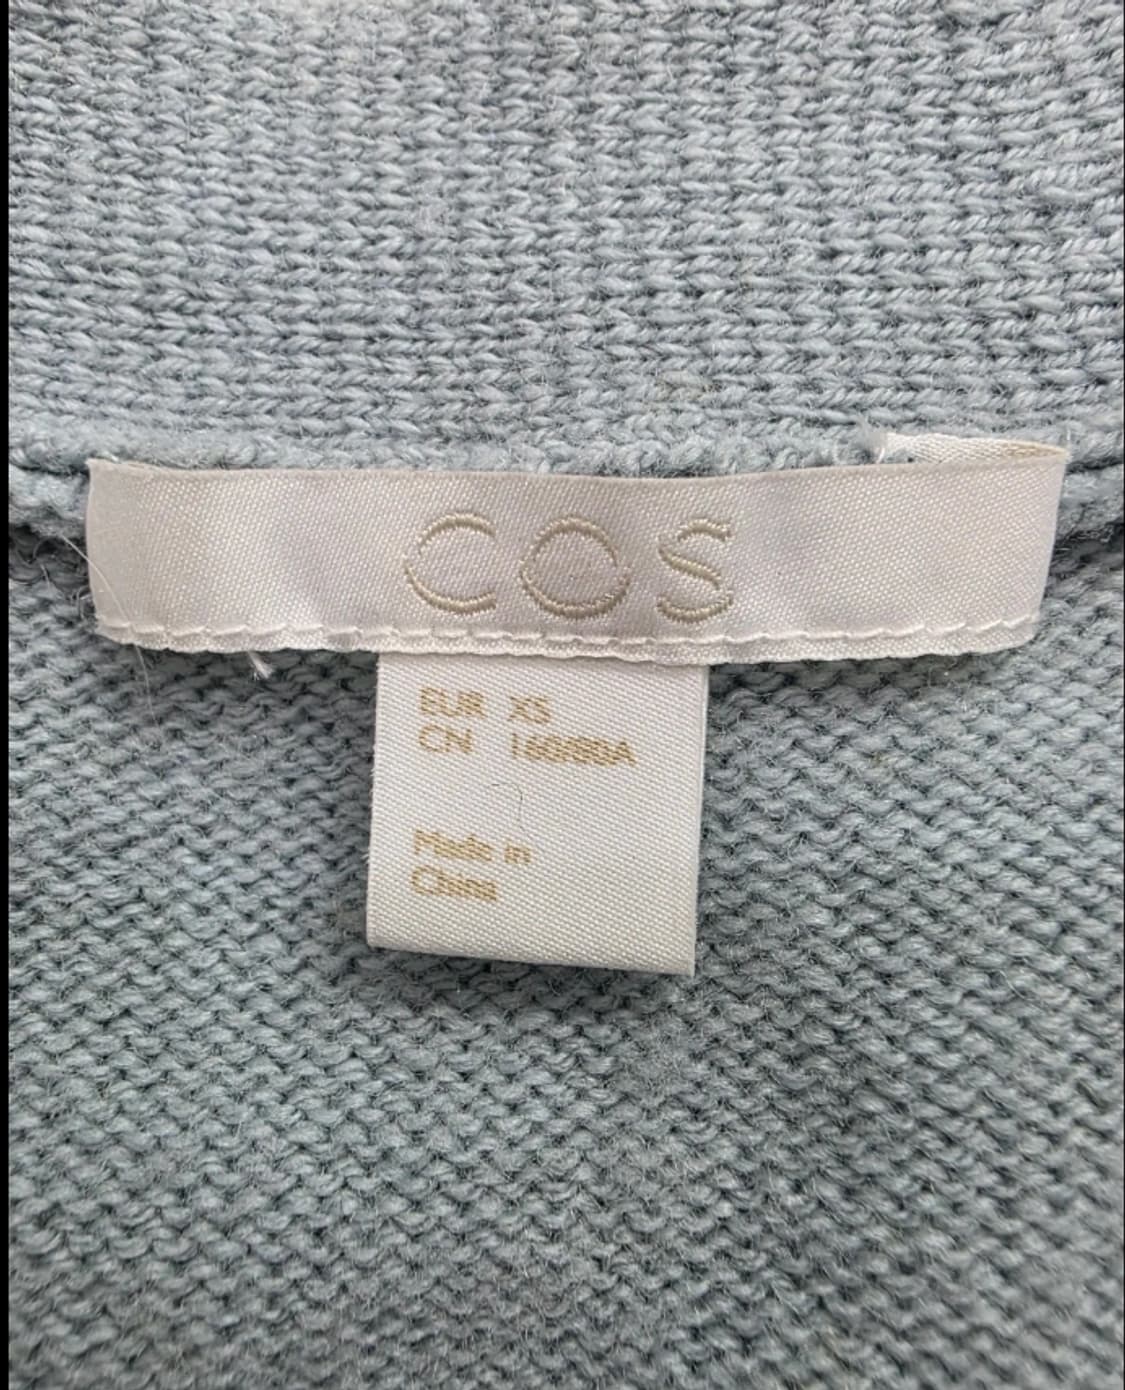 COS
EUR XS
CN 160/80A
Made in
China